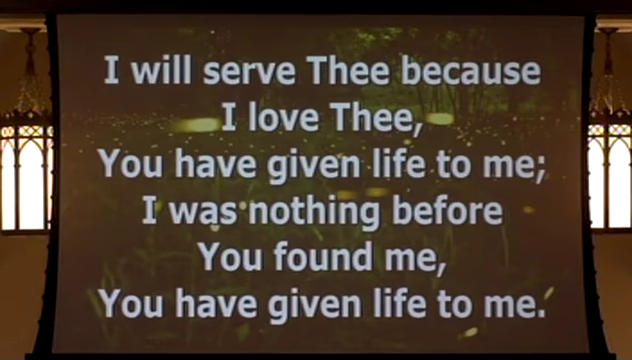 I will serve Thee because
I love Thee,
You have given life to me;
I was nothing before
You found me,
You have given life to me.